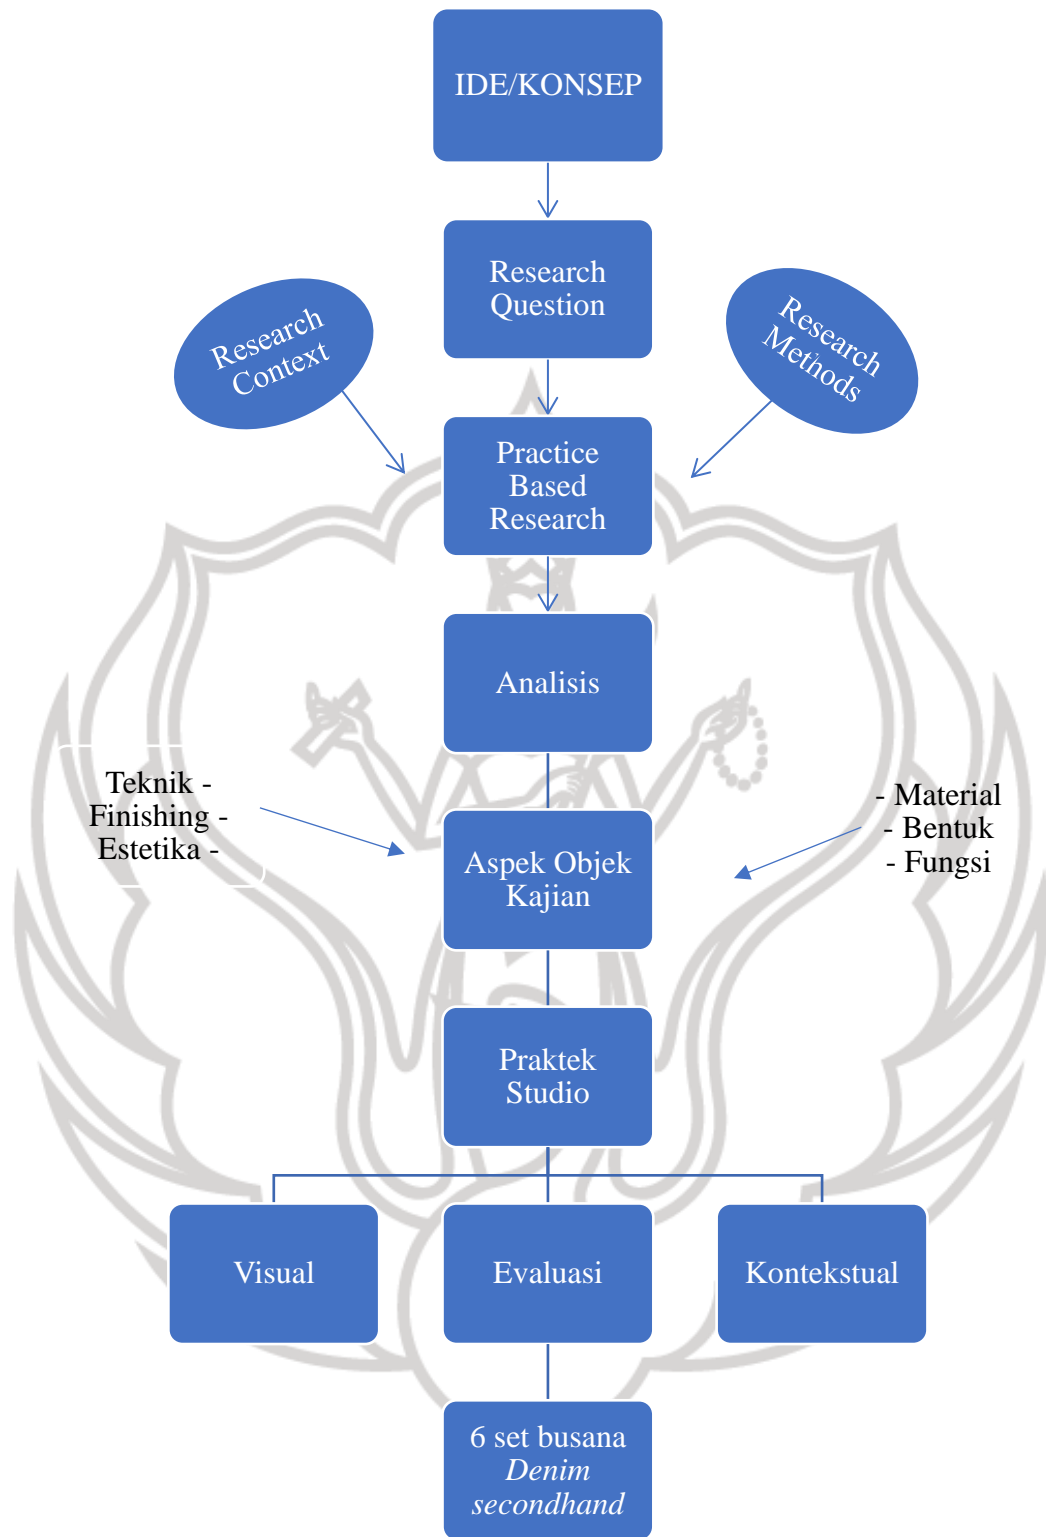 IDE/KONSEP
Research
Question
Research
Context
Research
Methods
Practice
Based
Research
Analisis
Teknik -
Finishing -
Estetika -
- Material
- Bentuk
- Fungsi
Aspek Objek
Kajian
Praktek
Studio
Visual
Evaluasi
Kontekstual
6 set busana
Denim
secondhand